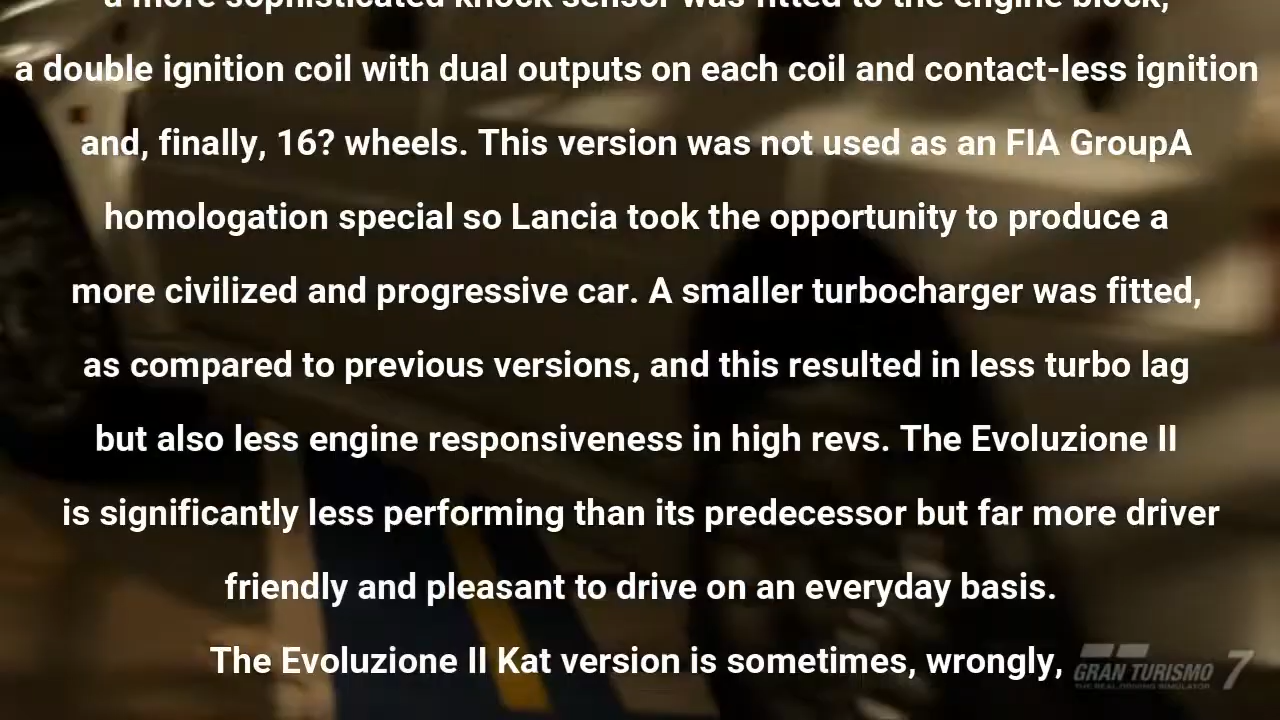 a more sophisticated knock sensor was fitted to the engine block,
a double ignition coil with dual outputs on each coil and contact-less ignition
and, finally, 16? wheels. This version was not used as an FIA GroupA
homologation special so Lancia took the opportunity to produce a
more civilized and progressive car. A smaller turbocharger was fitted,
as compared to previous versions, and this resulted in less turbo lag
but also less engine responsiveness in high revs. The Evoluzione II
is significantly less performing than its predecessor but far more driver
friendly and pleasant to drive on an everyday basis.
The Evoluzione II Kat version is sometimes, wrongly,
GRAN TURISMO 7
THE REAL DRIVING SIMULATOR